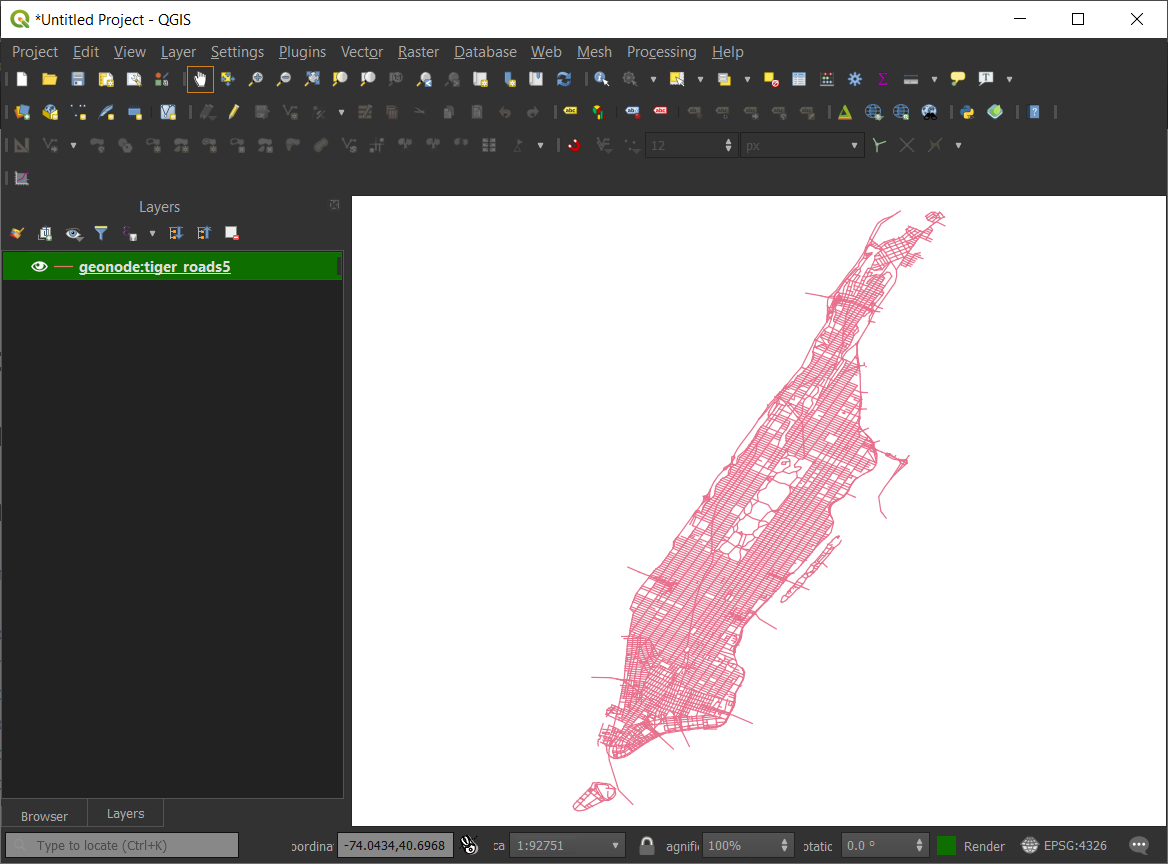 *Untitled Project - QGIS
Project Edit View Layer Settings Plugins Vector Raster Database Web Mesh Processing Help
12 px
Layers
geonode:tiger_roads5
Browser Layers
Type to locate (Ctrl+K) oordina -74.0434,40.6968 ca 1:92751 agnifi 100% otatic 0.0 ° Render EPSG:4326